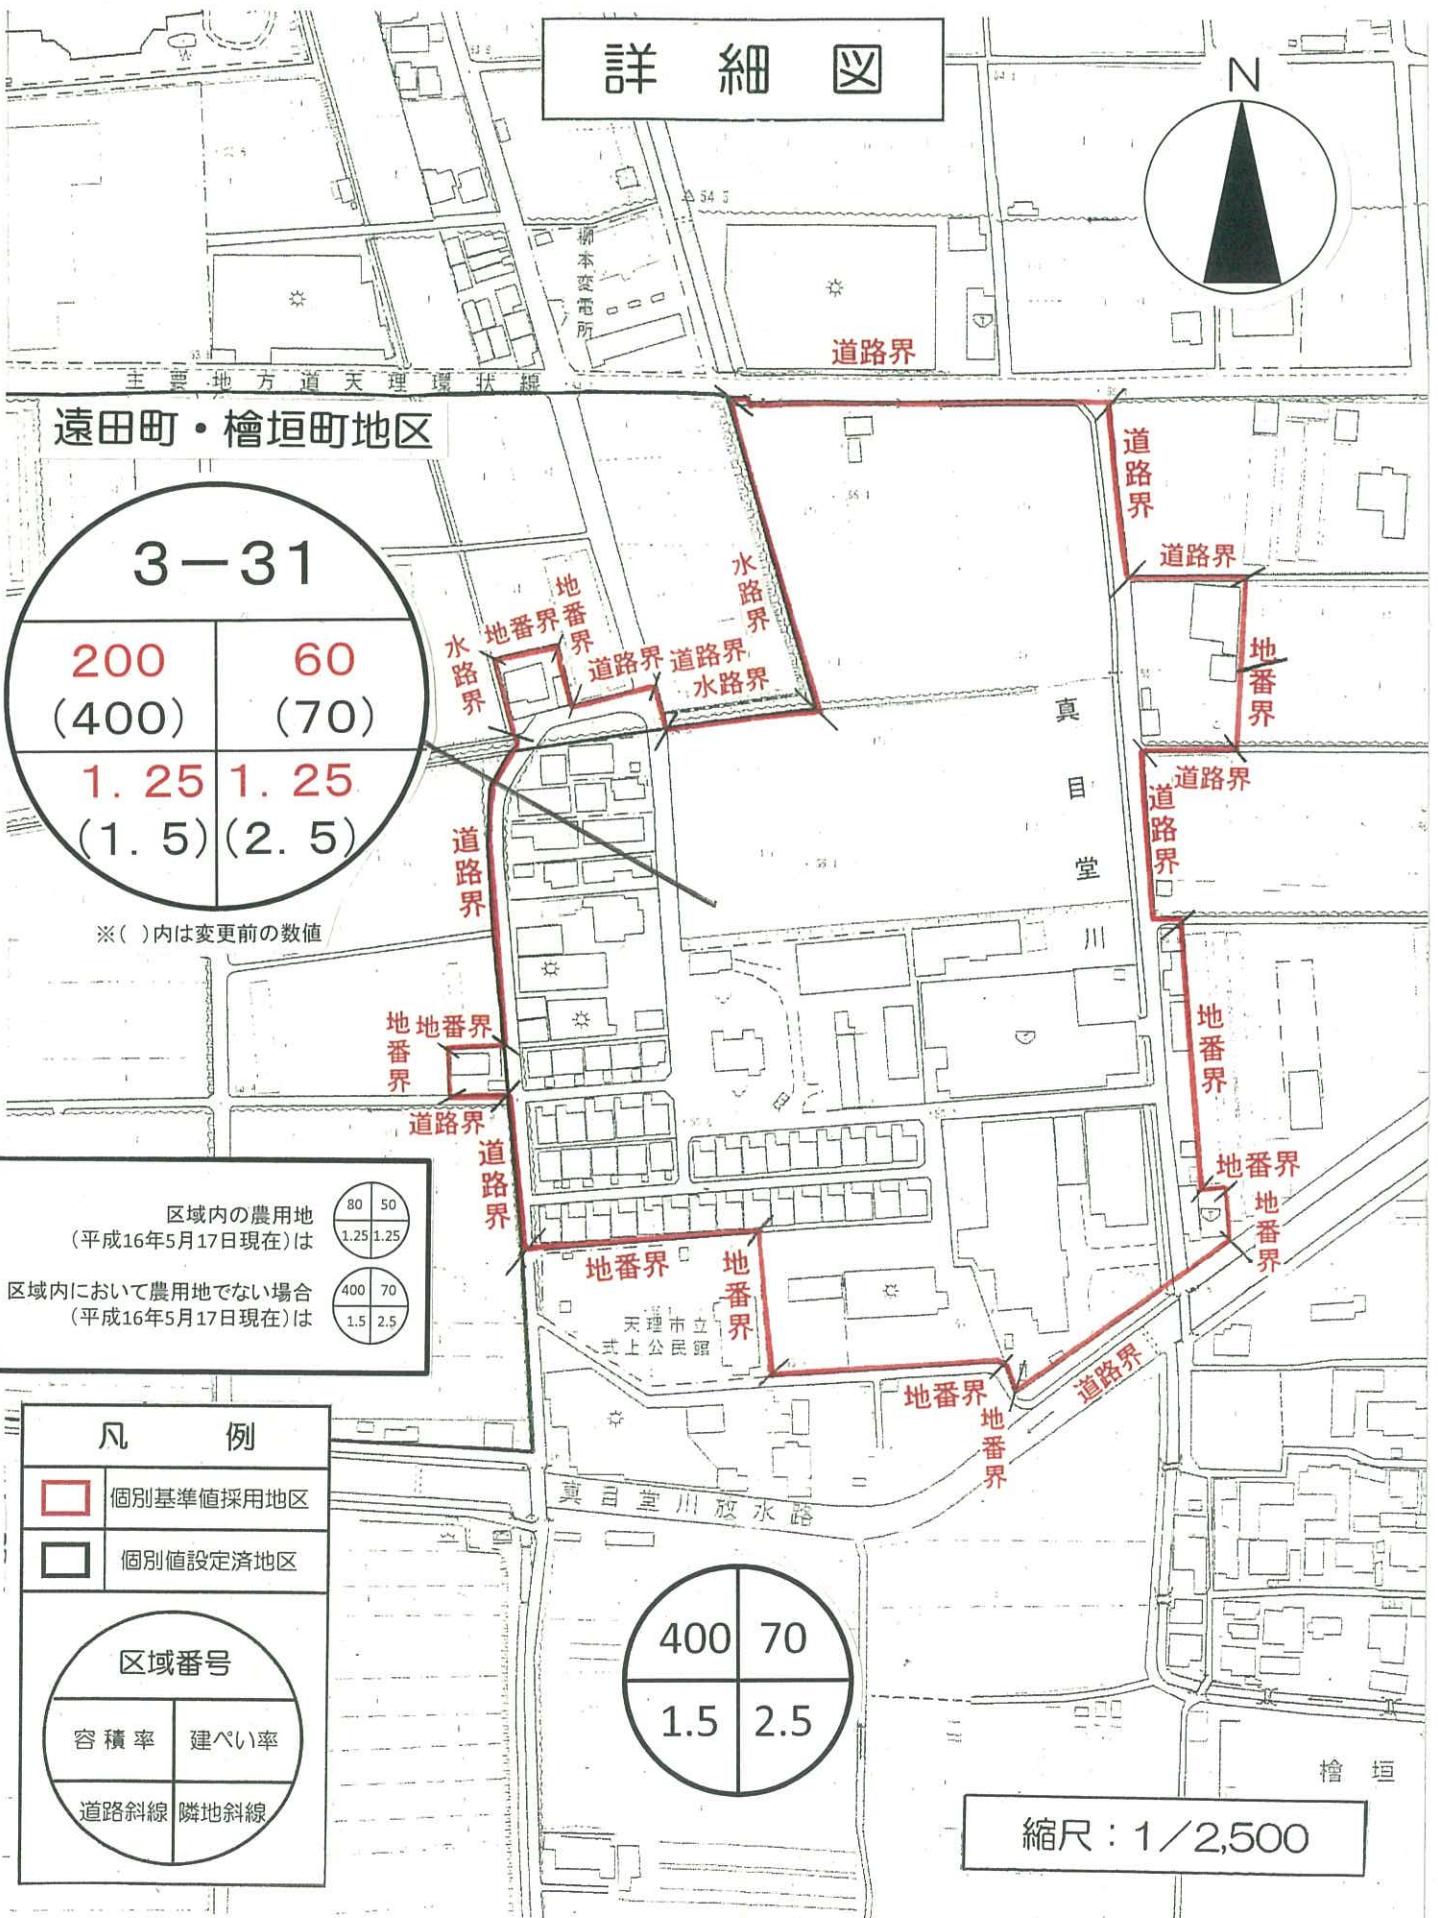 詳細図
N
54.5
柳本変電所
道路界
主要地方道天理環状線
遠田町・檜垣町地区
3－31
200
60
(400)
(70)
1.25
1.25
(1.5)
(2.5)
※( )内は変更前の数値
道路界
道路界
地番界
道路界
道路界
地番界
地番界
地番界
水路界
地番界
地番界
道路界
道路界
水路界
水路界
道路界
地番界
地番界
道路界
道路界
地番界
地番界
地番界
地番界
道路界
真目堂川
天理市立
式上公民館
真目堂川放水路
区域内の農用地
(平成16年5月17日現在)は
80
50
1.25
1.25
区域内において農用地でない場合
(平成16年5月17日現在)は
400
70
1.5
2.5
凡例
個別基準値採用地区
個別値設定済地区
区域番号
容積率
建ぺい率
道路斜線
隣地斜線
400
70
1.5
2.5
檜垣
縮尺：1／2,500